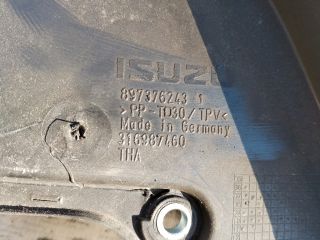 ISUZU
897376243 1
>PP-TD30/TPV<
Made in Germany
316987460
THA